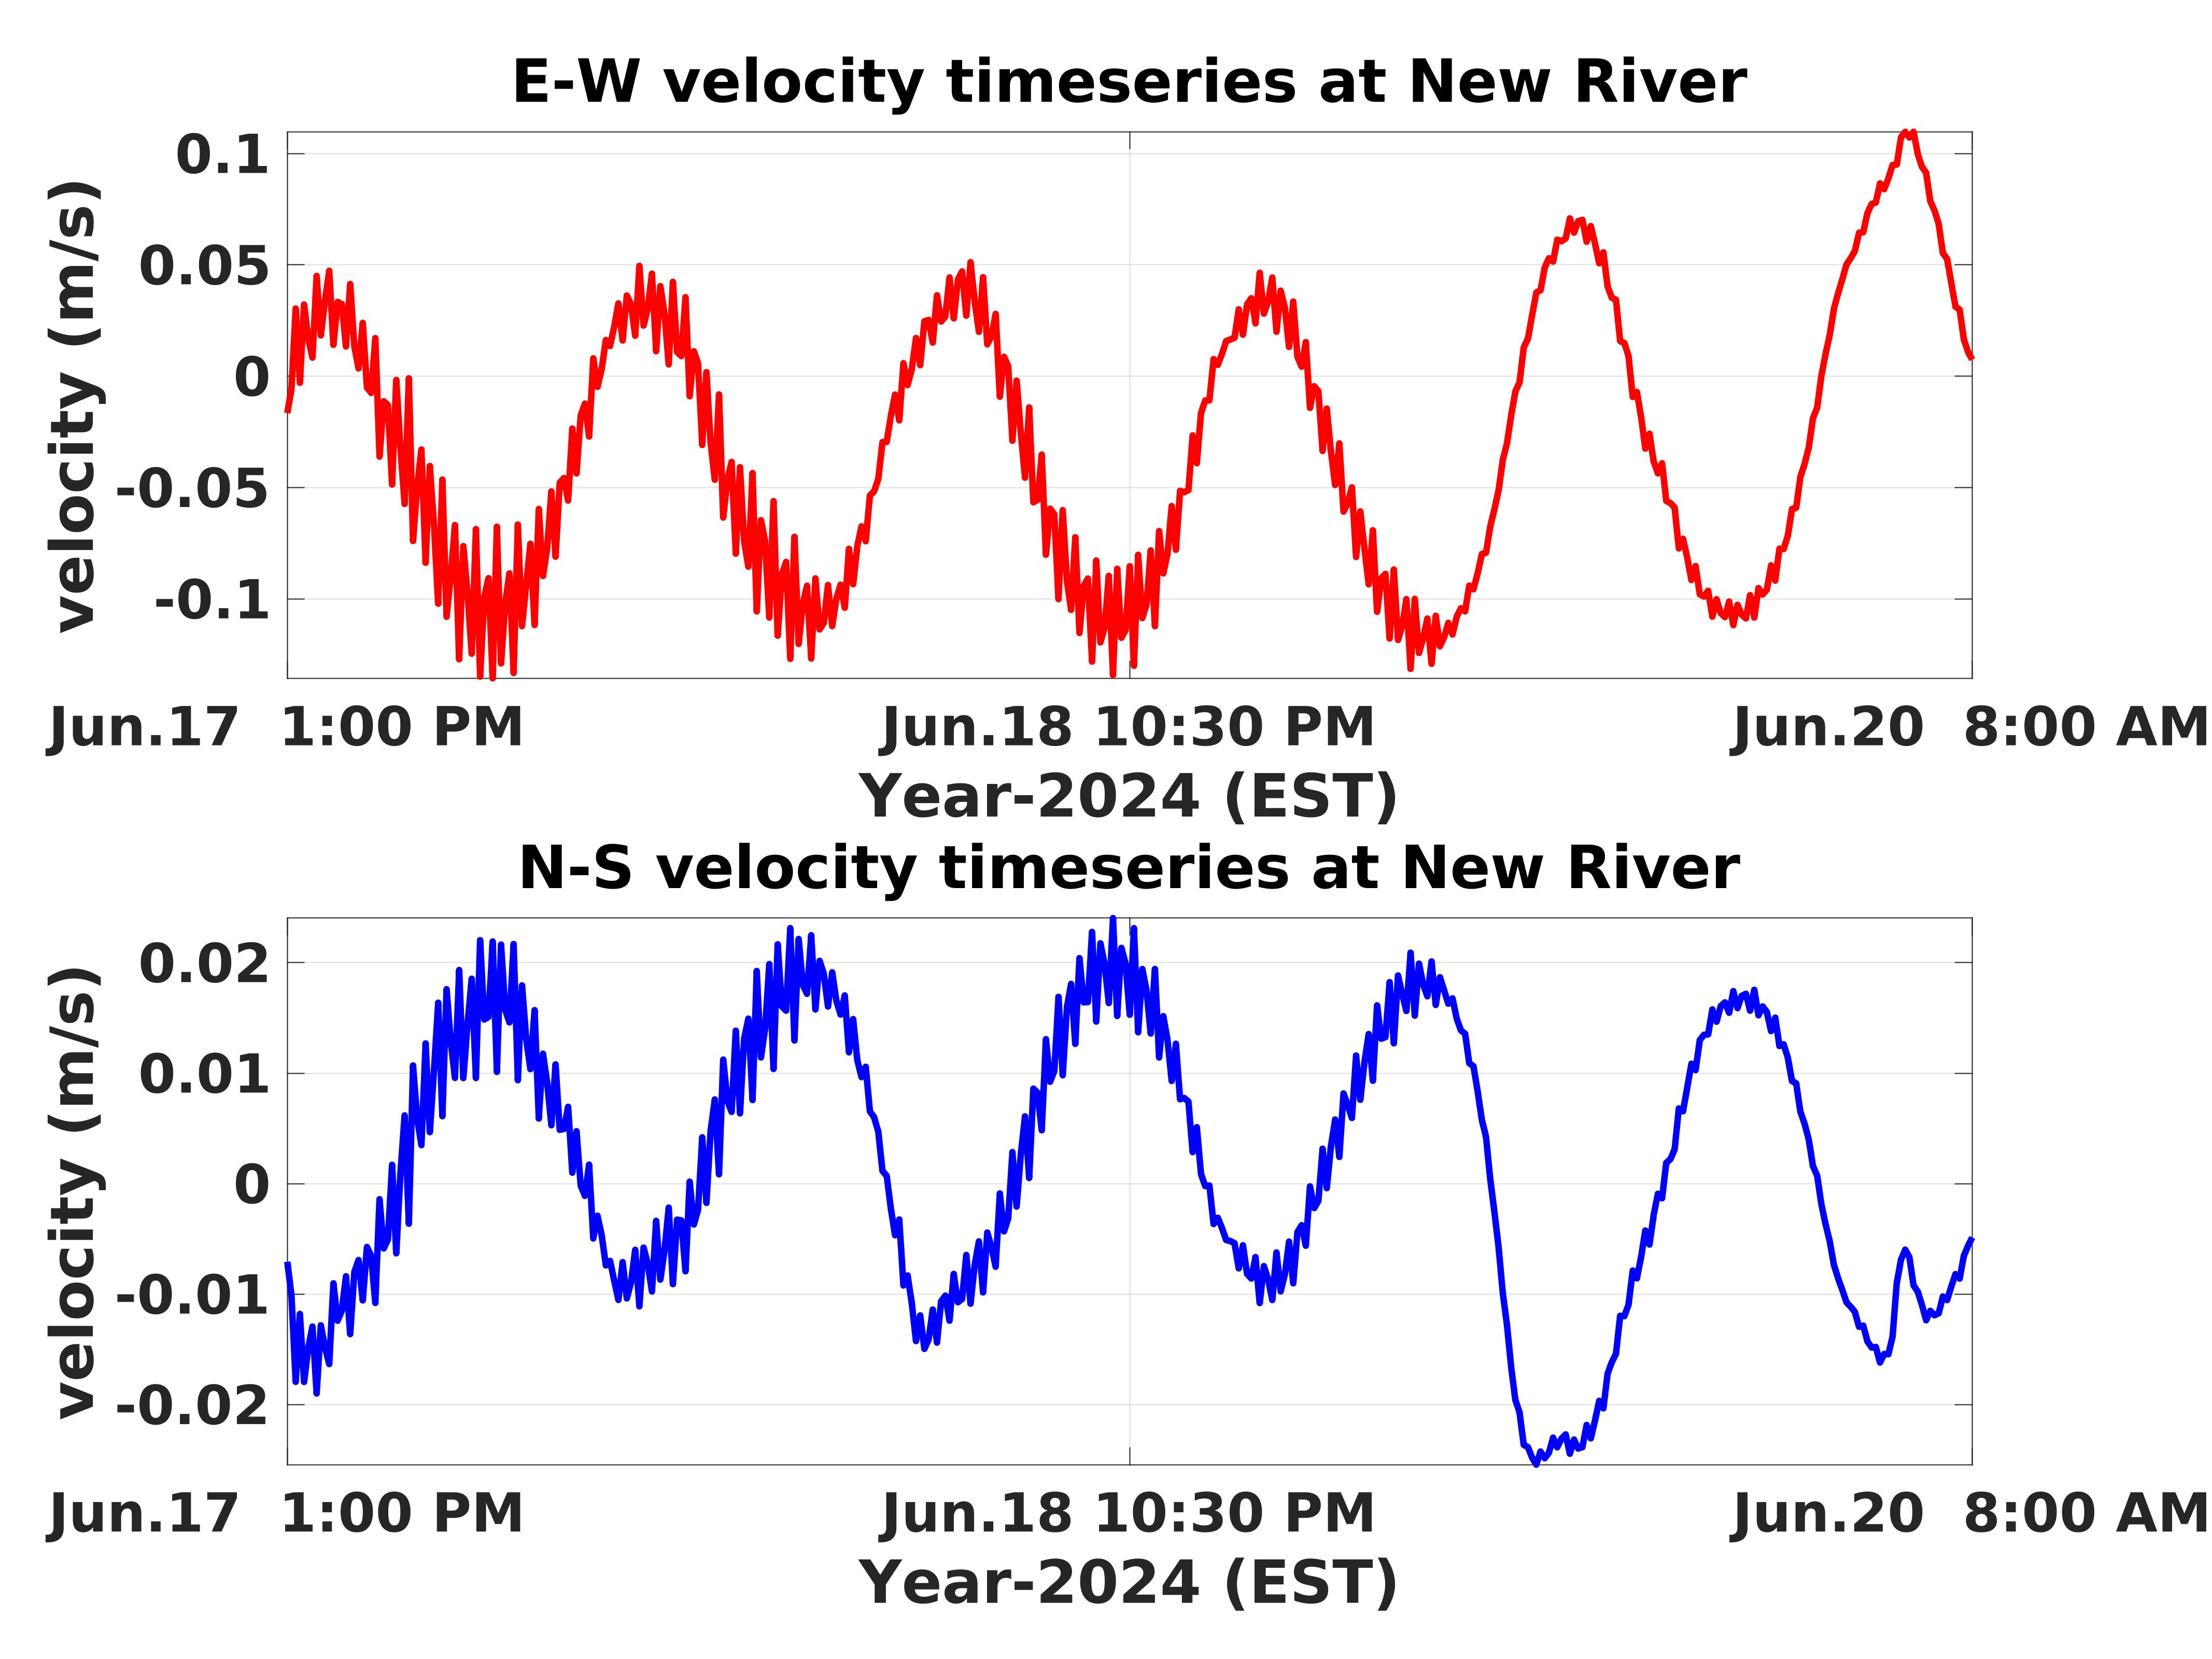 E-W velocity timeseries at New River
velocity (m/s)
0.1
0.05
0
-0.05
-0.1
Jun.17  1:00 PM
Jun.18 10:30 PM
Jun.20  8:00 AM
Year-2024 (EST)
N-S velocity timeseries at New River
velocity (m/s)
0.02
0.01
0
-0.01
-0.02
Jun.17  1:00 PM
Jun.18 10:30 PM
Jun.20  8:00 AM
Year-2024 (EST)